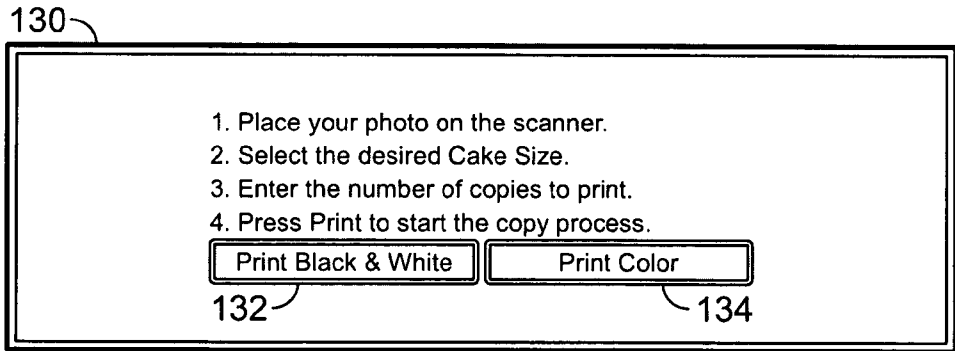 130
1. Place your photo on the scanner.
2. Select the desired Cake Size.
3. Enter the number of copies to print.
4. Press Print to start the copy process.
Print Black & White Print Color
132 134